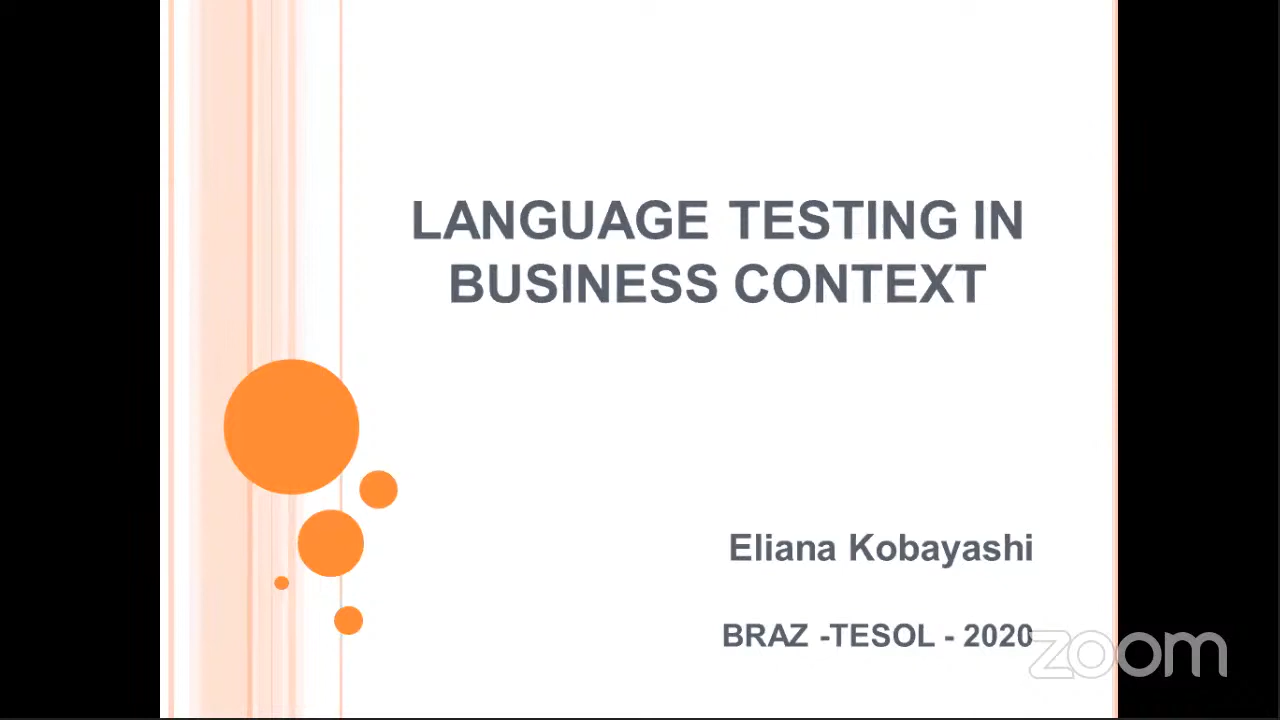 LANGUAGE TESTING IN
BUSINESS CONTEXT
Eliana Kobayashi
BRAZ -TESOL - 2020
zoom